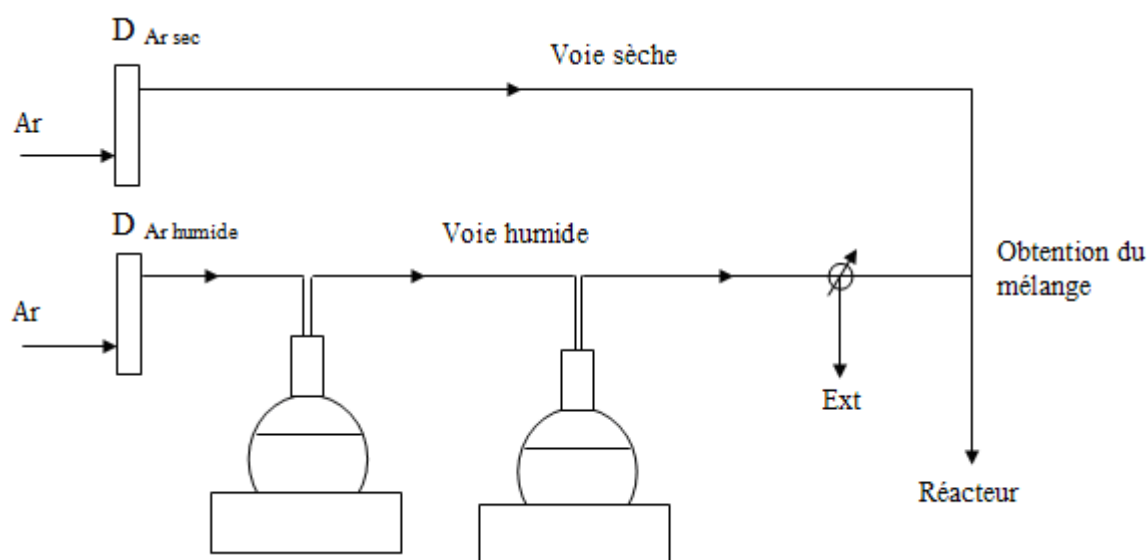 D Ar sec
Voie sèche
Ar
D Ar humide
Voie humide
Obtention du
mélange
Ar
Ext
Réacteur